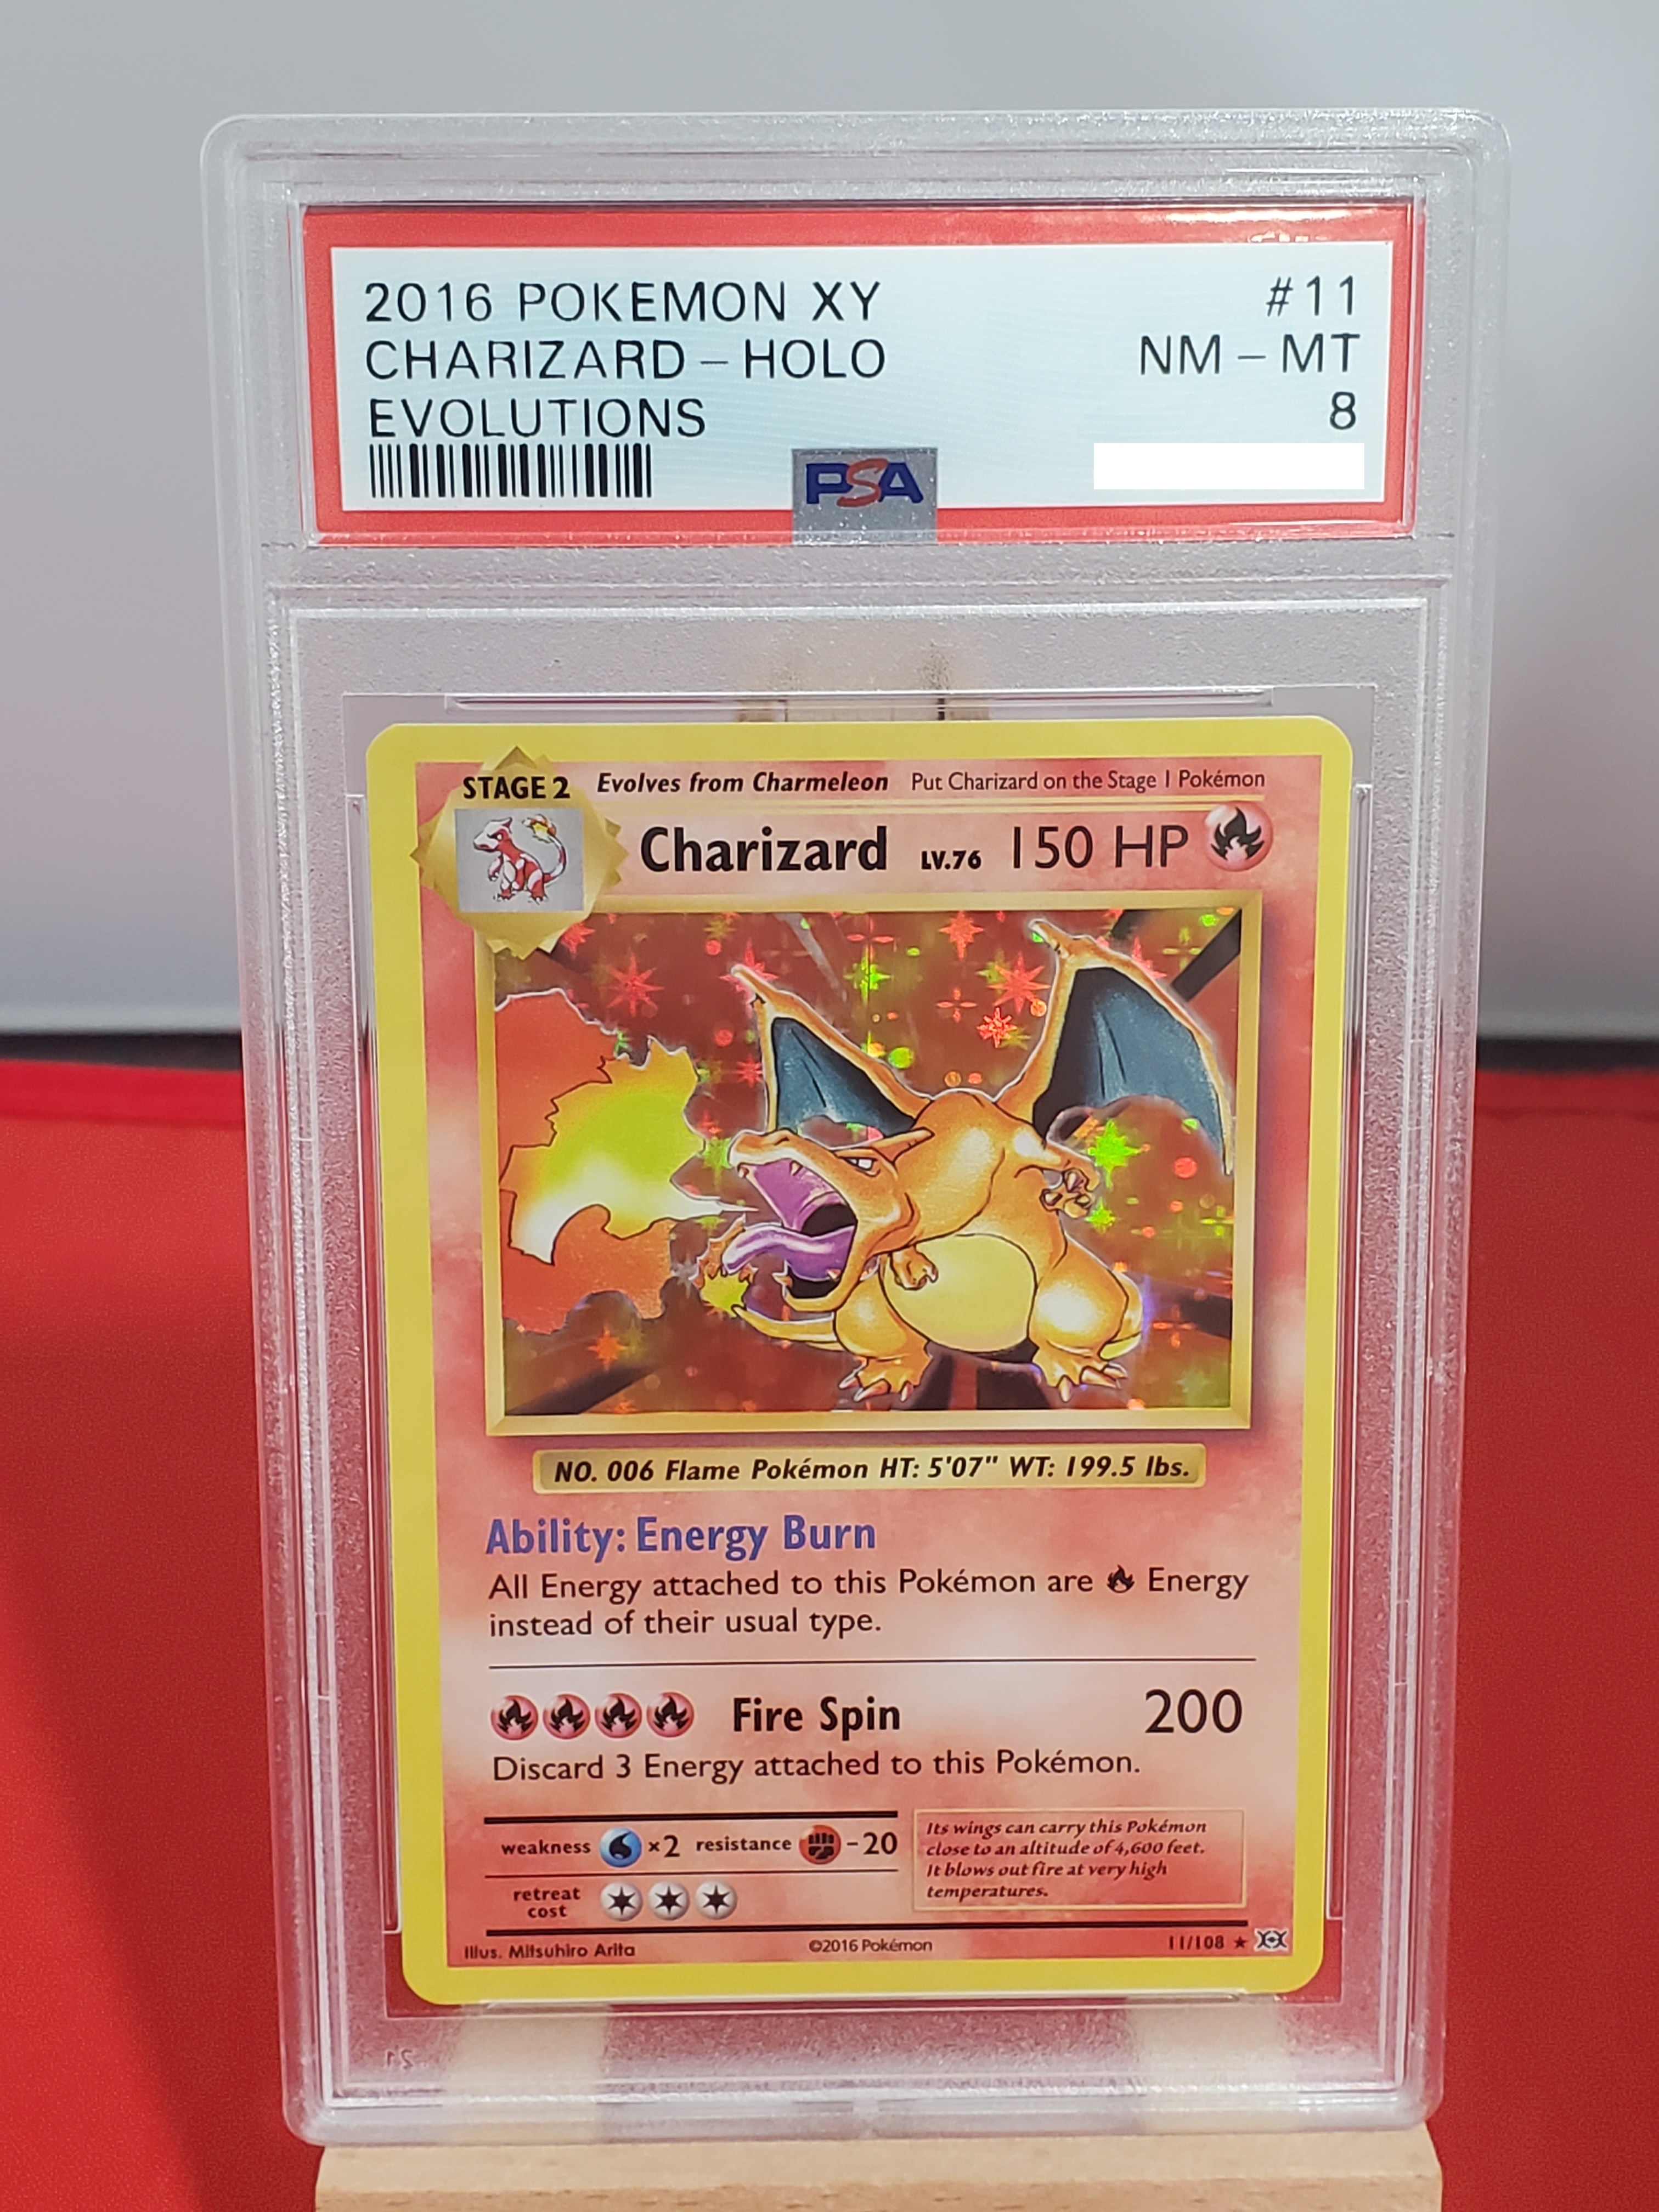 2016 POKEMON XY #11
CHARIZARD - HOLO NM - MT
EVOLUTIONS 8
PSA
STAGE 2 Evolves from Charmeleon Put Charizard on the Stage 1 Pokémon
Charizard LV.76 150 HP
NO. 006 Flame Pokémon HT: 5'07" WT: 199.5 lbs.
Ability: Energy Burn
All Energy attached to this Pokémon are Energy
instead of their usual type.
Fire Spin 200
Discard 3 Energy attached to this Pokémon.
weakness ×2 resistance -20
retreat
cost
Its wings can carry this Pokémon
close to an altitude of 4,600 feet.
It blows out fire at very high
temperatures.
Illus. Mitsuhiro Arita ©2016 Pokémon 11/108